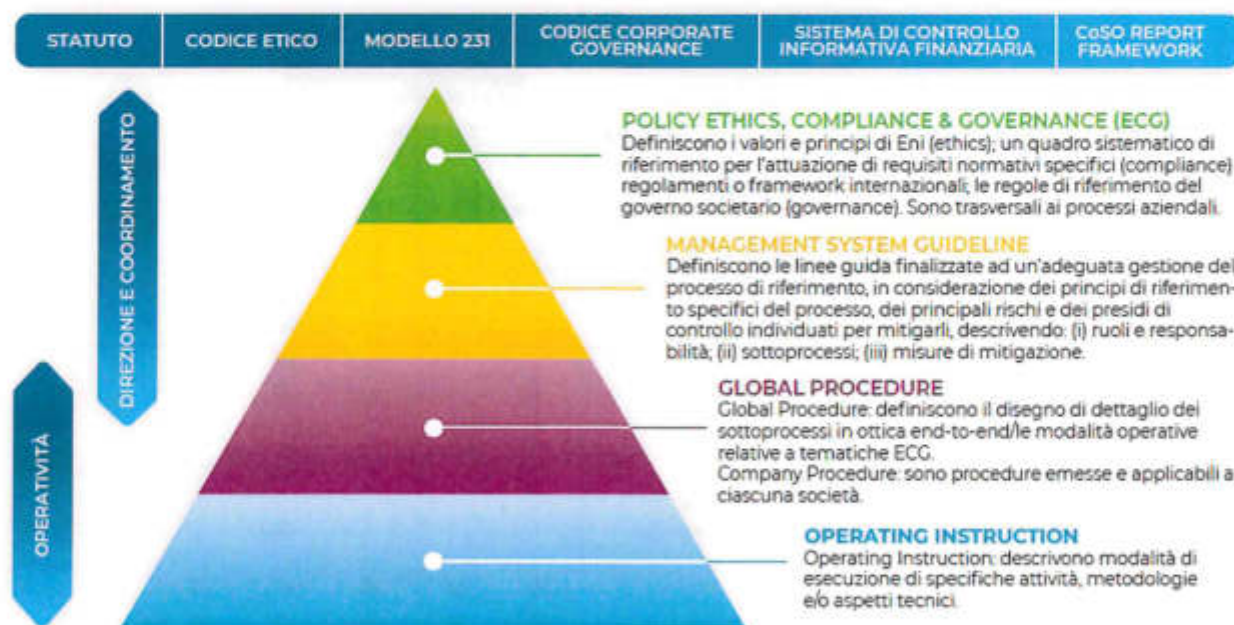 STATUTO
CODICE ETICO
MODELLO 231
CODICE CORPORATE
GOVERNANCE
SISTEMA DI CONTROLLO
INFORMATIVA FINANZIARIA
CoSO REPORT
FRAMEWORK
DIREZIONE E COORDINAMENTO
OPERATIVITÀ
POLICY ETHICS, COMPLIANCE & GOVERNANCE (ECG)
Definiscono i valori e principi di Eni (ethics); un quadro sistematico di
riferimento per l'attuazione di requisiti normativi specifici (compliance)
regolamenti o framework internazionali; le regole di riferimento del
governo societario (governance). Sono trasversali ai processi aziendali.
MANAGEMENT SYSTEM GUIDELINE
Definiscono le linee guida finalizzate ad un'adeguata gestione del
processo di riferimento, in considerazione dei principi di riferimen-
to specifici del processo, dei principali rischi e dei presidi di
controllo individuati per mitigarli, descrivendo: (i) ruoli e responsa-
bilità; (ii) sottoprocessi; (iii) misure di mitigazione.
GLOBAL PROCEDURE
Global Procedure: definiscono il disegno di dettaglio dei
sottoprocessi in ottica end-to-end/le modalità operative
relative a tematiche ECG.
Company Procedure: sono procedure emesse e applicabili a
ciascuna società.
OPERATING INSTRUCTION
Operating Instruction: descrivono modalità di
esecuzione di specifiche attività, metodologie
e/o aspetti tecnici.